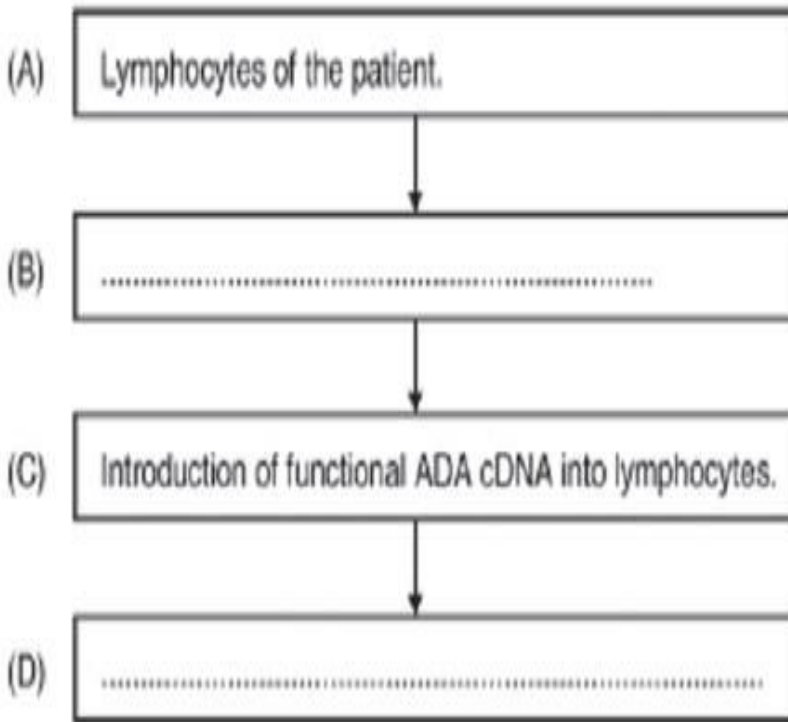 (A) Lymphocytes of the patient.
(B) ................................................................
(C) Introduction of functional ADA cDNA into lymphocytes.
(D) ................................................................................